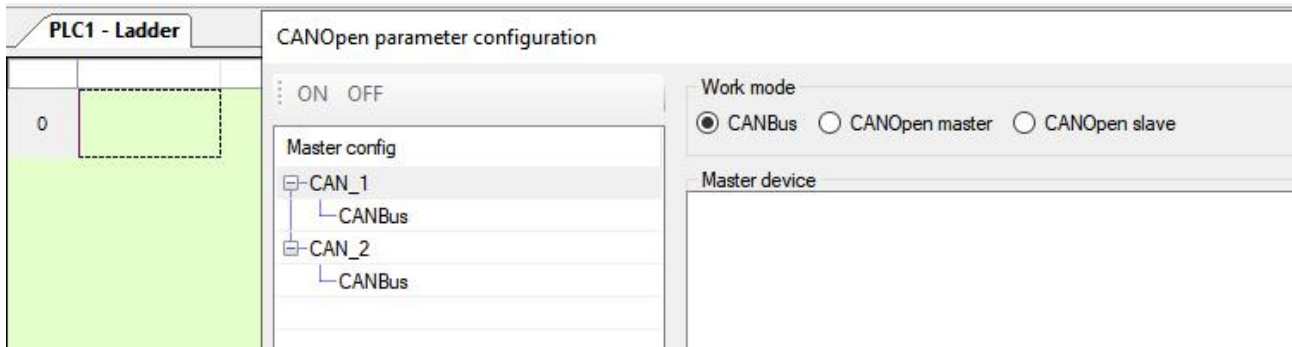 PLC1 - Ladder
0
CANOpen parameter configuration
ON OFF
Master config
CAN_1
CANBus
CAN_2
CANBus
Work mode
CANBus CANOpen master CANOpen slave
Master device